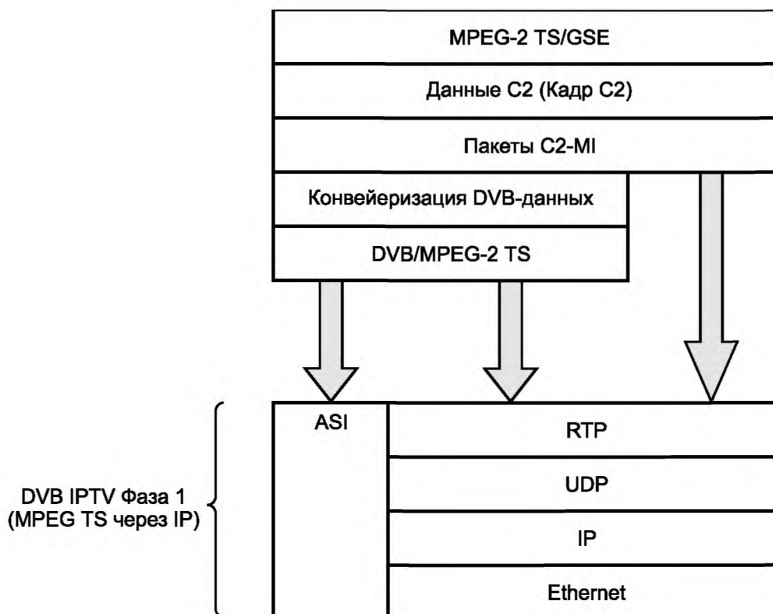 MPEG-2 TS/GSE
Данные C2 (Кадр C2)
Пакеты C2-MI
Конвейеризация DVB-данных
DVB/MPEG-2 TS
ASI
RTP
UDP
IP
Ethernet
DVB IPTV Фаза 1
(MPEG TS через IP)